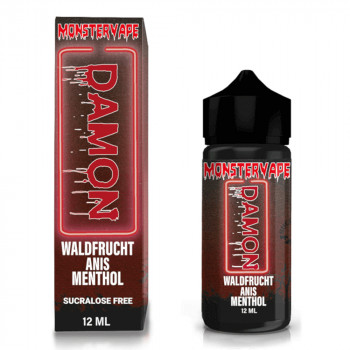 MONSTERVAPE
DAMON
WALDFRUCHT
ANIS
MENTHOL
SUCRALOSE FREE
12 ML
MONSTERVAPE
DAMON
WALDFRUCHT
ANIS
MENTHOL
12 ML